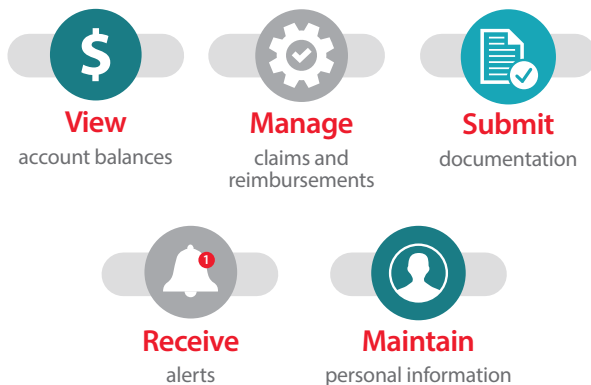 $
View
account balances
Manage
claims and
reimbursements
Submit
documentation
1
Receive
alerts
Maintain
personal information